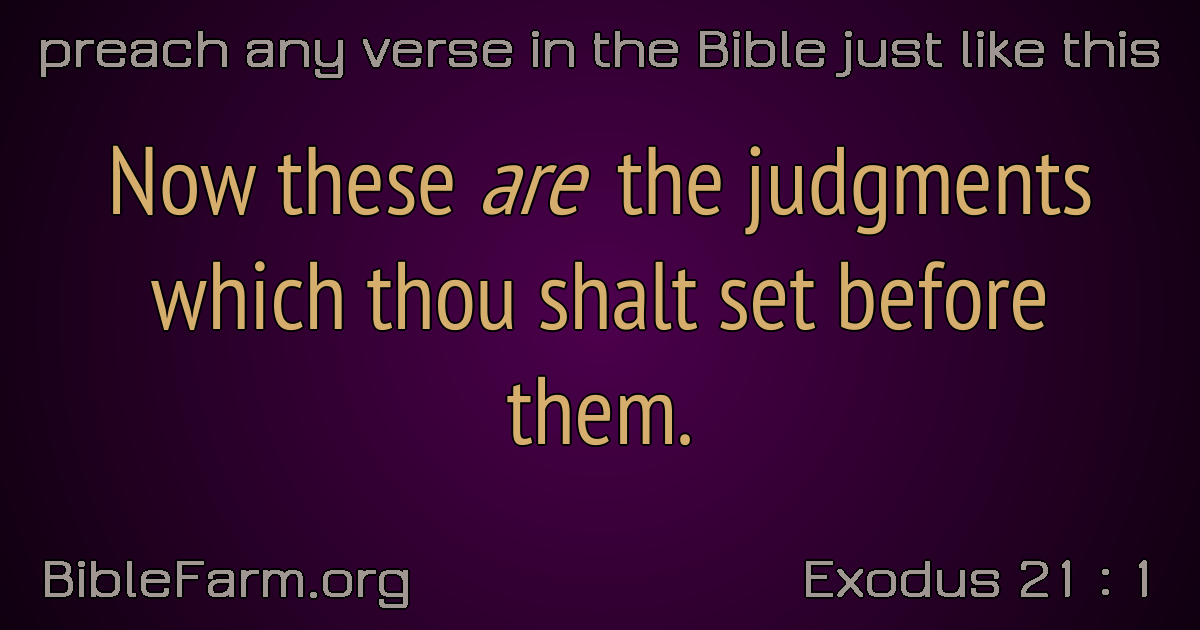 preach any verse in the Bible just like this
Now these are the judgments
which thou shalt set before
them.
BibleFarm.org
Exodus 21 : 1